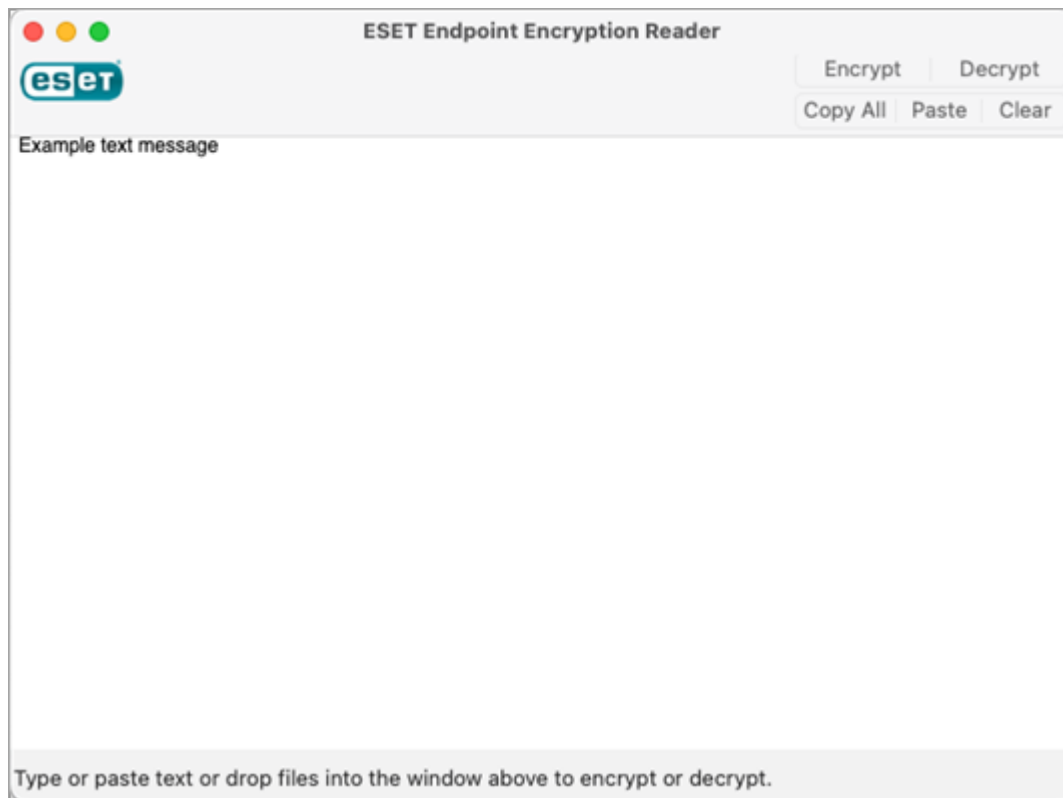 ESET Endpoint Encryption Reader
eseT
Encrypt Decrypt
Copy All Paste Clear
Example text message
Type or paste text or drop files into the window above to encrypt or decrypt.